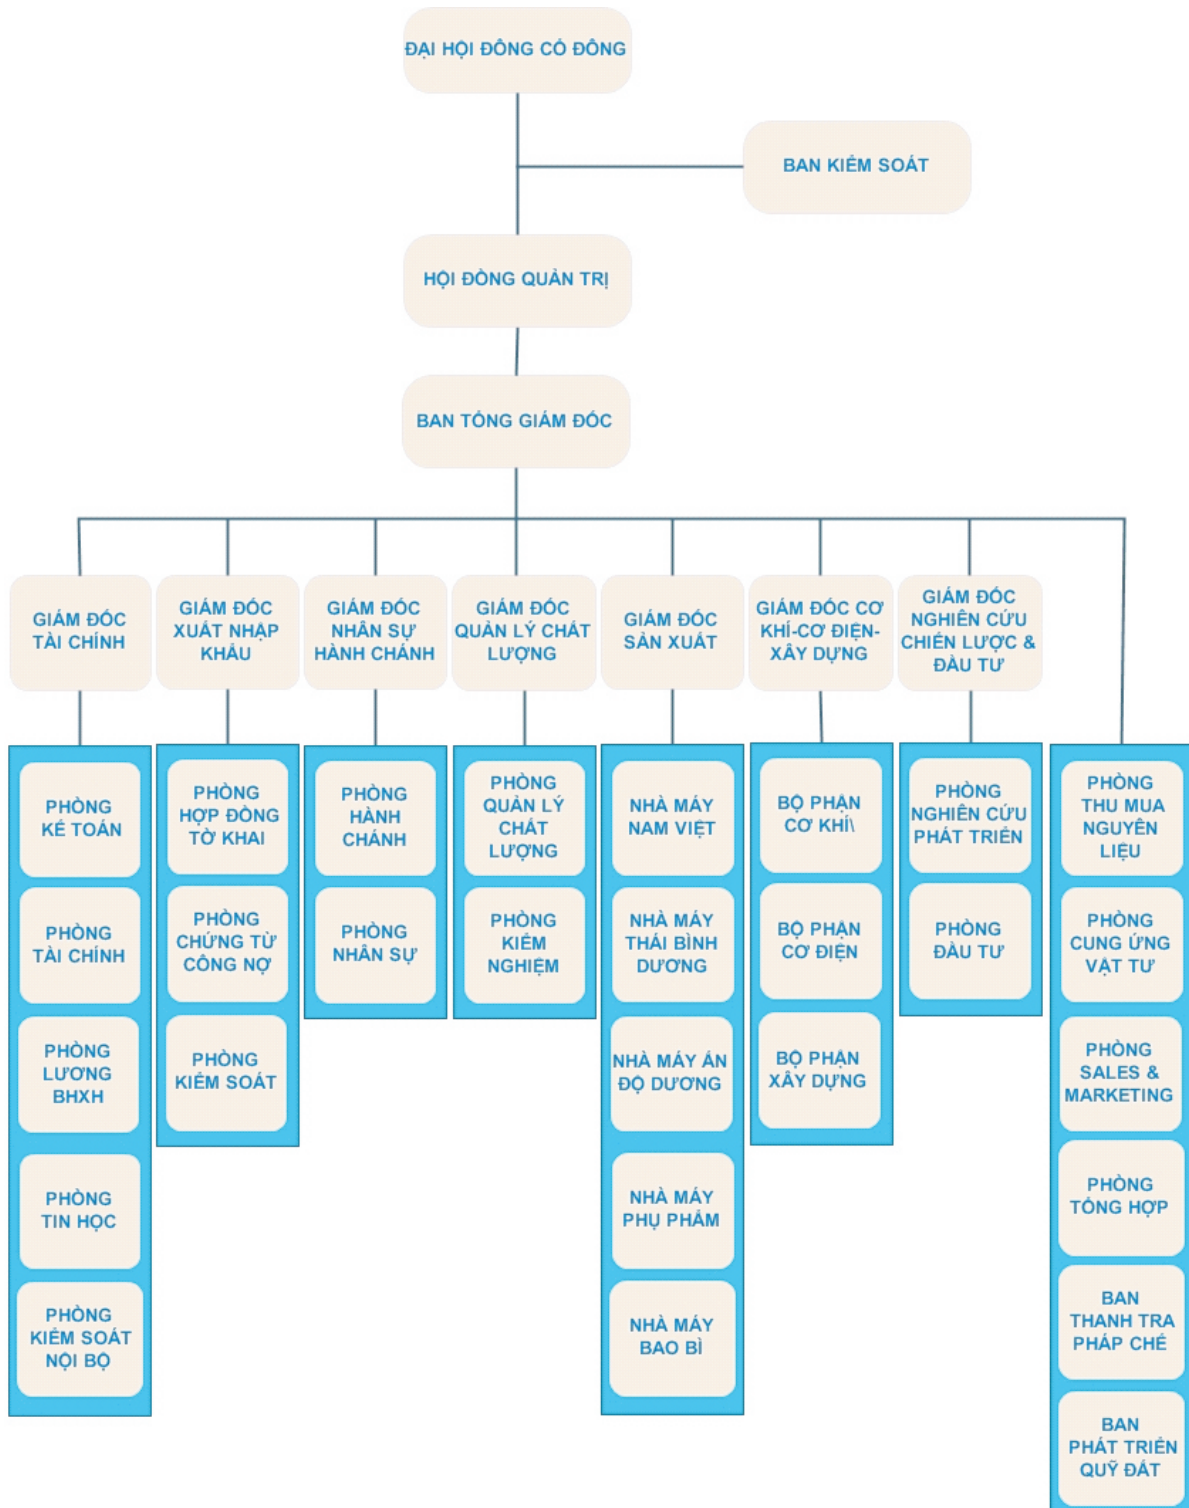 ĐẠI HỘI ĐỒNG CỔ ĐÔNG
BAN KIỂM SOÁT
HỘI ĐỒNG QUẢN TRỊ
BAN TỔNG GIÁM ĐỐC
GIÁM ĐỐC
TÀI CHÍNH
GIÁM ĐỐC
XUẤT NHẬP
KHẨU
GIÁM ĐỐC
NHÂN SỰ
HÀNH CHÁNH
GIÁM ĐỐC
QUẢN LÝ CHẤT
LƯỢNG
GIÁM ĐỐC
SẢN XUẤT
GIÁM ĐỐC CƠ
KHÍ-CƠ ĐIỆN-
XÂY DỰNG
GIÁM ĐỐC
NGHIÊN CỨU
CHIẾN LƯỢC &
ĐẦU TƯ
PHÒNG
KẾ TOÁN
PHÒNG
TÀI CHÍNH
PHÒNG
LƯƠNG
BHXH
PHÒNG
TIN HỌC
PHÒNG
KIỂM SOÁT
NỘI BỘ
PHÒNG
HỢP ĐỒNG
TỜ KHAI
PHÒNG
CHỨNG TỪ
CÔNG NỢ
PHÒNG
KIỂM SOÁT
PHÒNG
HÀNH
CHÁNH
PHÒNG
NHÂN SỰ
PHÒNG
QUẢN LÝ
CHẤT
LƯỢNG
PHÒNG
KIỂM
NGHIỆM
NHÀ MÁY
NAM VIỆT
NHÀ MÁY
THÁI BÌNH
DƯƠNG
NHÀ MÁY ẤN
ĐỘ DƯƠNG
NHÀ MÁY
PHỤ PHẨM
NHÀ MÁY
BAO BÌ
BỘ PHẬN
CƠ KHÍ\
BỘ PHẬN
CƠ ĐIỆN
BỘ PHẬN
XÂY DỰNG
PHÒNG
NGHIÊN CỨU
PHÁT TRIỂN
PHÒNG
ĐẦU TƯ
PHÒNG
THU MUA
NGUYÊN
LIỆU
PHÒNG
CUNG ỨNG
VẬT TƯ
PHÒNG
SALES &
MARKETING
PHÒNG
TỔNG HỢP
BAN
THANH TRA
PHÁP CHẾ
BAN
PHÁT TRIỂN
QUỸ ĐẤT